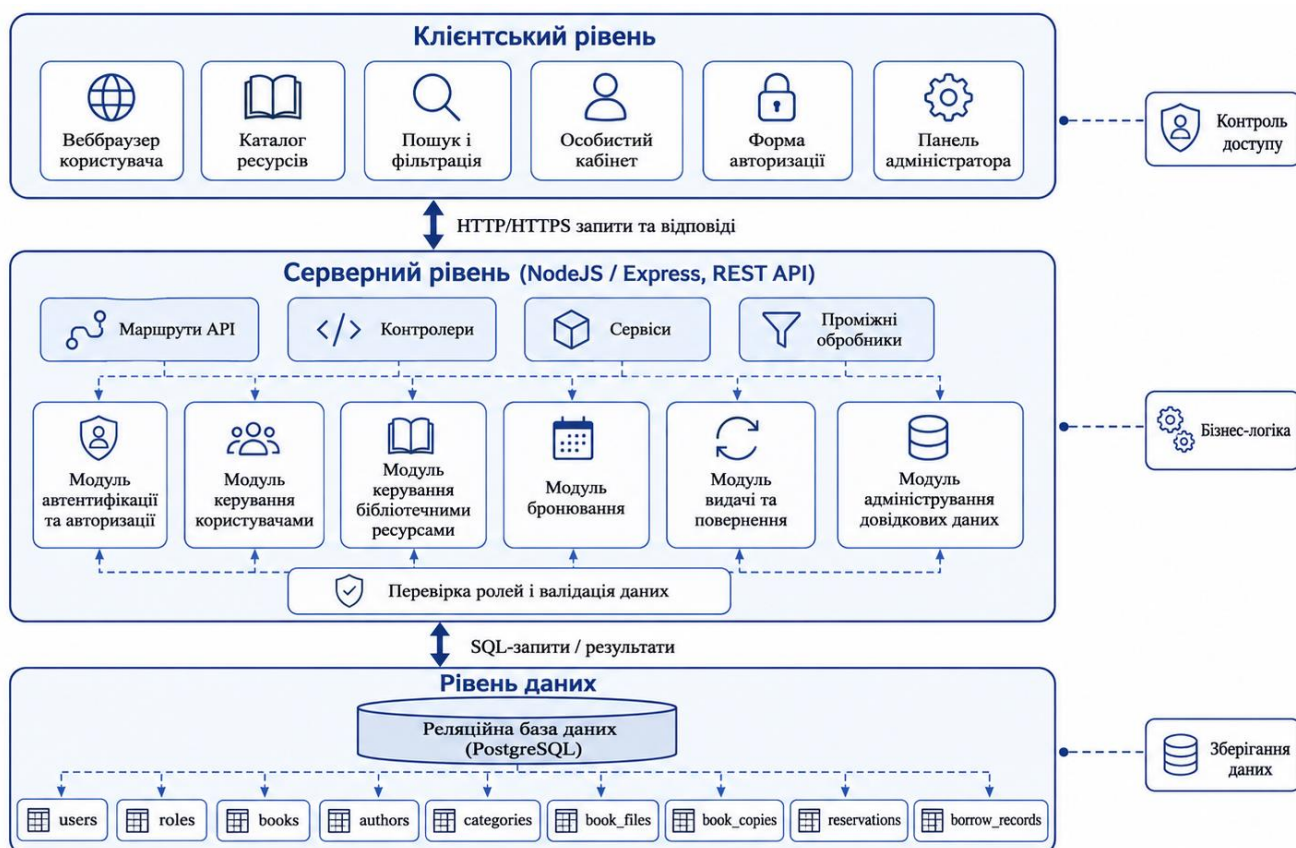 Клієнтський рівень
Веббраузер
користувача
Каталог
ресурсів
Пошук і
фільтрація
Особистий
кабінет
Форма
авторизації
Панель
адміністратора
Контроль
доступу
HTTP/HTTPS запити та відповіді
Серверний рівень (NodeJS / Express, REST API)
Маршрути API
</> Контролери
Сервіси
Проміжні
обробники
Модуль
автентифікації
та авторизації
Модуль
керування
користувачами
Модуль
керування
бібліотечними
ресурсами
Модуль
бронювання
Модуль
видачі та
повернення
Модуль
адміністрування
довідкових даних
Бізнес-логіка
Перевірка ролей і валідація даних
SQL-запити / результати
Рівень даних
Реляційна база даних
(PostgreSQL)
Зберігання
даних
users
roles
books
authors
categories
book_files
book_copies
reservations
borrow_records